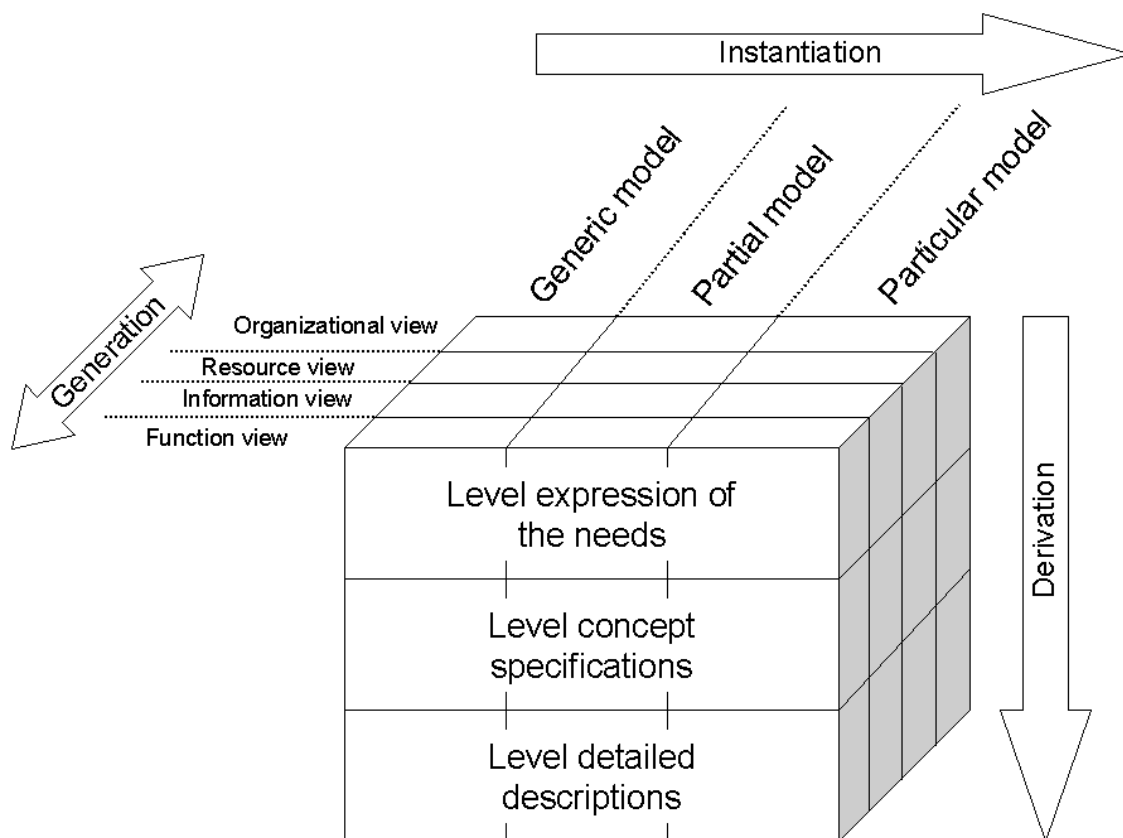 Instantiation
Generic model
Partial model
Particular model
Generation
Organizational view
Resource view
Information view
Function view
Level expression of
the needs
Level concept
specifications
Level detailed
descriptions
Derivation